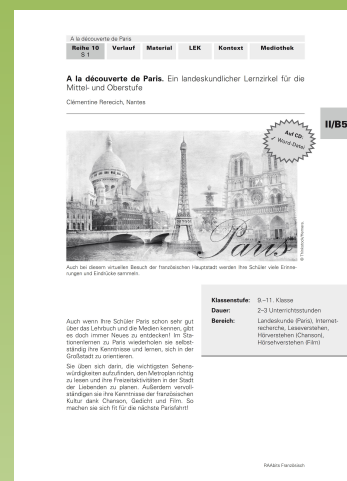 A la découverte de Paris
Reihe 10 Verlauf Material LEK Kontext Mediothek
S 1
A la découverte de Paris. Ein landeskundlicher Lernzirkel für die
Mittel- und Oberstufe
Clémentine Rerecich, Nantes
II/B5
Auf CD:
✓ Word-Datei
Paris
© Thinkstock/Hemera
Auch bei diesem virtuellen Besuch der französischen Hauptstadt werden Ihre Schüler viele Erinne-
rungen und Eindrücke sammeln.
Klassenstufe: 9.–11. Klasse
Dauer: 2–3 Unterrichtsstunden
Bereich: Landeskunde (Paris), Internet-
recherche, Leseverstehen,
Hörverstehen (Chanson),
Hörsehverstehen (Film)
Auch wenn Ihre Schüler Paris schon sehr gut
über das Lehrbuch und die Medien kennen, gibt
es doch immer Neues zu entdecken! Im Sta-
tionenlernen zu Paris wiederholen sie selbst-
ständig ihre Kenntnisse und lernen, sich in der
Großstadt zu orientieren.
Sie üben sich darin, die wichtigsten Sehens-
würdigkeiten aufzufinden, den Metroplan richtig
zu lesen und ihre Freizeitaktivitäten in der Stadt
der Liebenden zu planen. Außerdem vervoll-
ständigen sie ihre Kenntnisse der französischen
Kultur dank Chanson, Gedicht und Film. So
machen sie sich fit für die nächste Parisfahrt!
RAAbits Französisch